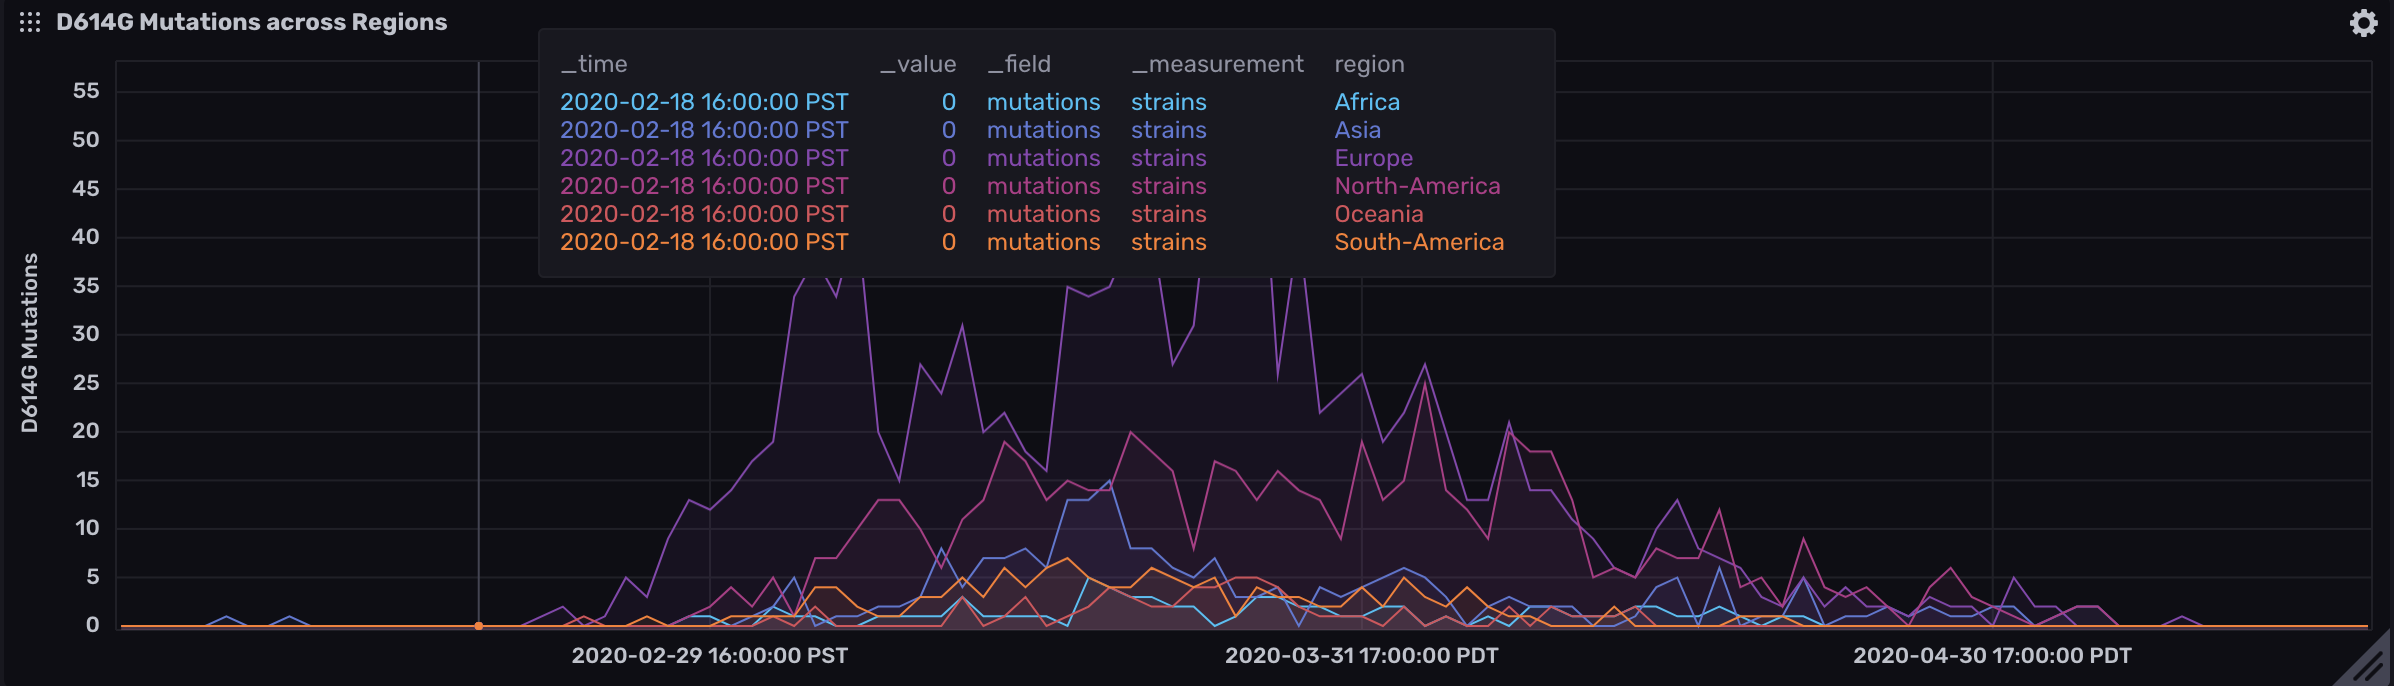 D614G Mutations across Regions
_time _value _field _measurement region
2020-02-18 16:00:00 PST 0 mutations strains Africa
2020-02-18 16:00:00 PST 0 mutations strains Asia
2020-02-18 16:00:00 PST 0 mutations strains Europe
2020-02-18 16:00:00 PST 0 mutations strains North-America
2020-02-18 16:00:00 PST 0 mutations strains Oceania
2020-02-18 16:00:00 PST 0 mutations strains South-America
D614G Mutations
55
50
45
40
35
30
25
20
15
10
5
0
2020-02-29 16:00:00 PST 2020-03-31 17:00:00 PDT 2020-04-30 17:00:00 PDT